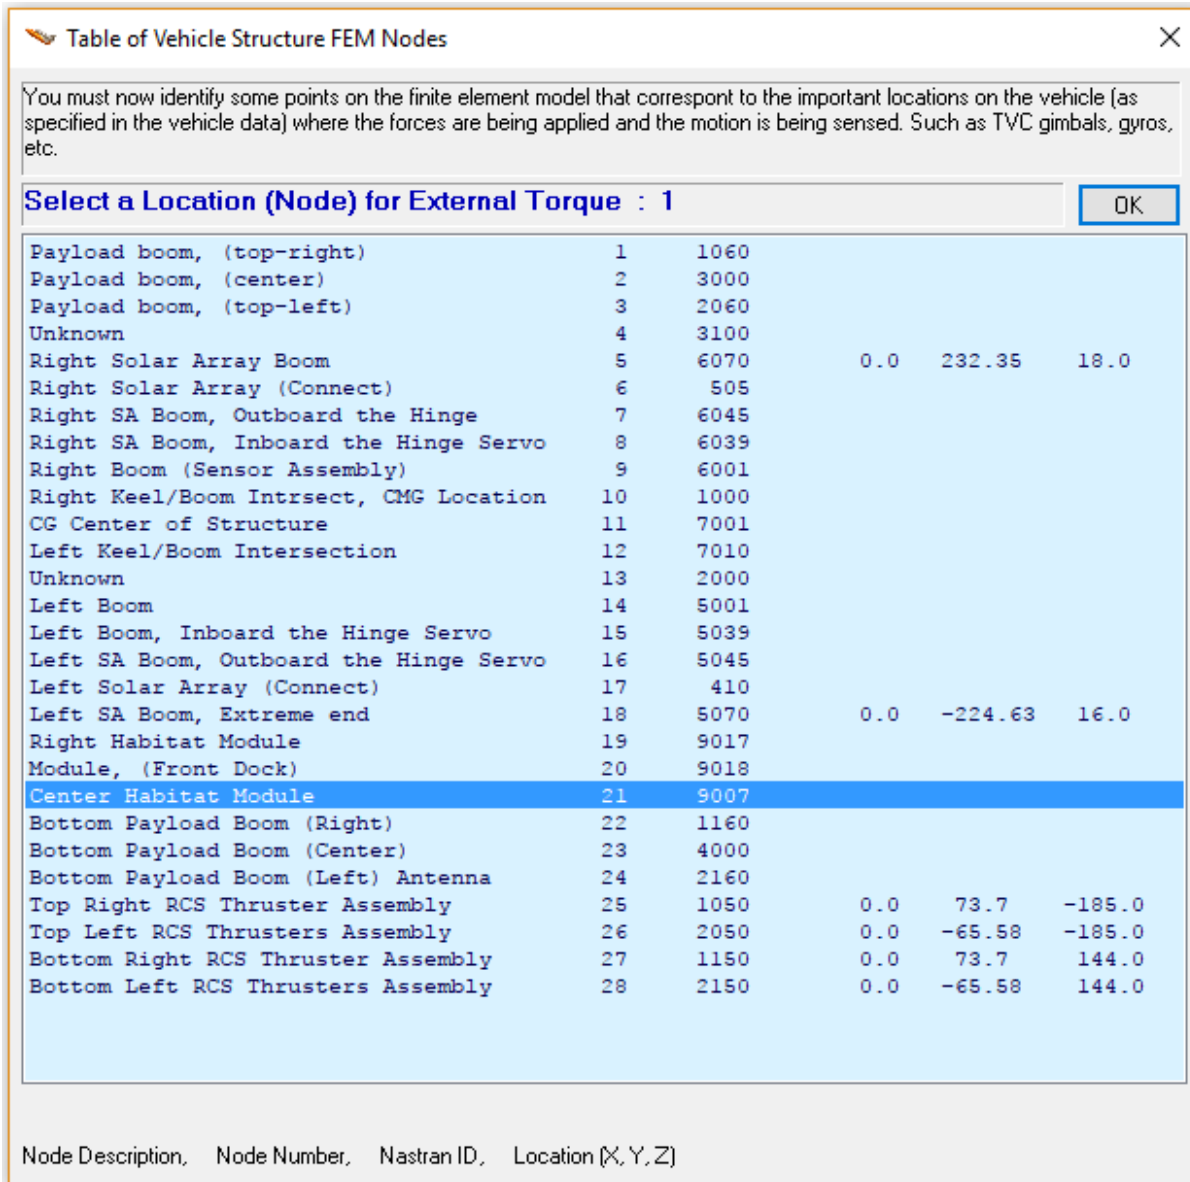 Table of Vehicle Structure FEM Nodes
You must now identify some points on the finite element model that correspont to the important locations on the vehicle (as
specified in the vehicle data) where the forces are being applied and the motion is being sensed. Such as TVC gimbals, gyros,
etc.
Select a Location (Node) for External Torque : 1
OK
Payload boom, (top-right) 1 1060
Payload boom, (center) 2 3000
Payload boom, (top-left) 3 2060
Unknown 4 3100
Right Solar Array Boom 5 6070 0.0 232.35 18.0
Right Solar Array (Connect) 6 505
Right SA Boom, Outboard the Hinge 7 6045
Right SA Boom, Inboard the Hinge Servo 8 6039
Right Boom (Sensor Assembly) 9 6001
Right Keel/Boom Intrsect, CMG Location 10 1000
CG Center of Structure 11 7001
Left Keel/Boom Intersection 12 7010
Unknown 13 2000
Left Boom 14 5001
Left Boom, Inboard the Hinge Servo 15 5039
Left SA Boom, Outboard the Hinge Servo 16 5045
Left Solar Array (Connect) 17 410
Left SA Boom, Extreme end 18 5070 0.0 -224.63 16.0
Right Habitat Module 19 9017
Module, (Front Dock) 20 9018
Center Habitat Module 21 9007
Bottom Payload Boom (Right) 22 1160
Bottom Payload Boom (Center) 23 4000
Bottom Payload Boom (Left) Antenna 24 2160
Top Right RCS Thruster Assembly 25 1050 0.0 73.7 -185.0
Top Left RCS Thrusters Assembly 26 2050 0.0 -65.58 -185.0
Bottom Right RCS Thruster Assembly 27 1150 0.0 73.7 144.0
Bottom Left RCS Thrusters Assembly 28 2150 0.0 -65.58 144.0
Node Description, Node Number, Nastran ID, Location (X, Y, Z)